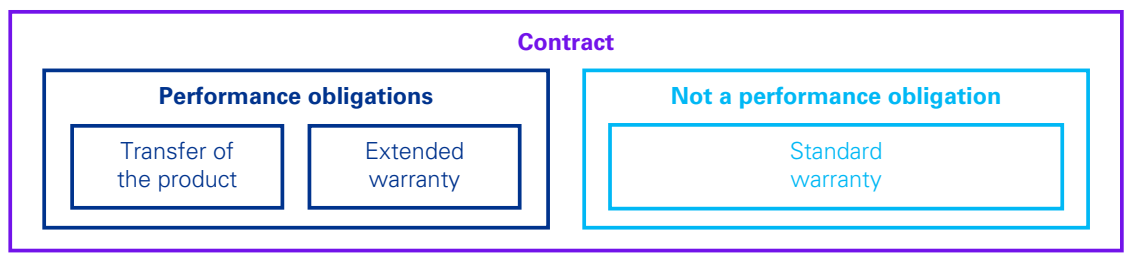 Contract
Performance obligations
Transfer of
the product
Extended
warranty
Not a performance obligation
Standard
warranty